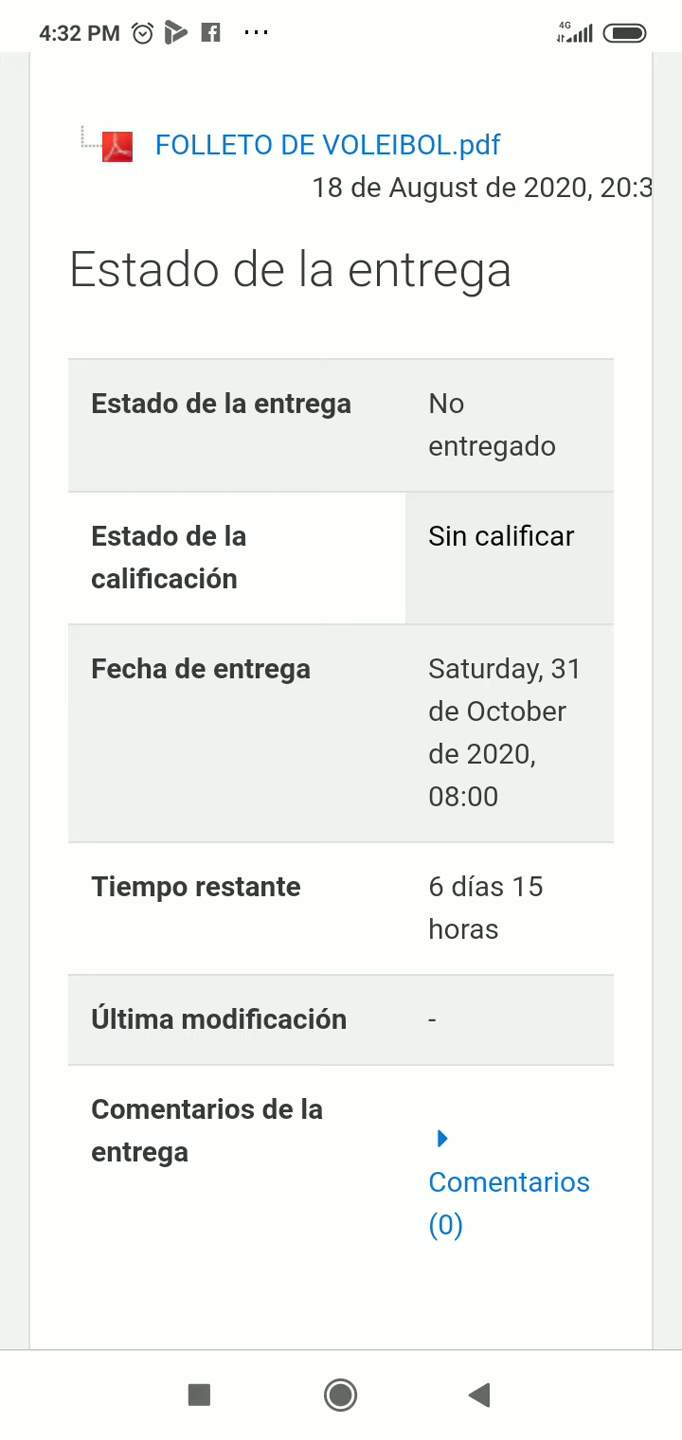 4:32 PM
4G
FOLLETO DE VOLEIBOL.pdf
18 de August de 2020, 20:3
Estado de la entrega
Estado de la entrega
No
entregado
Estado de la
calificación
Sin calificar
Fecha de entrega
Saturday, 31
de October
de 2020,
08:00
Tiempo restante
6 días 15
horas
Última modificación
-
Comentarios de la
entrega
Comentarios
(0)